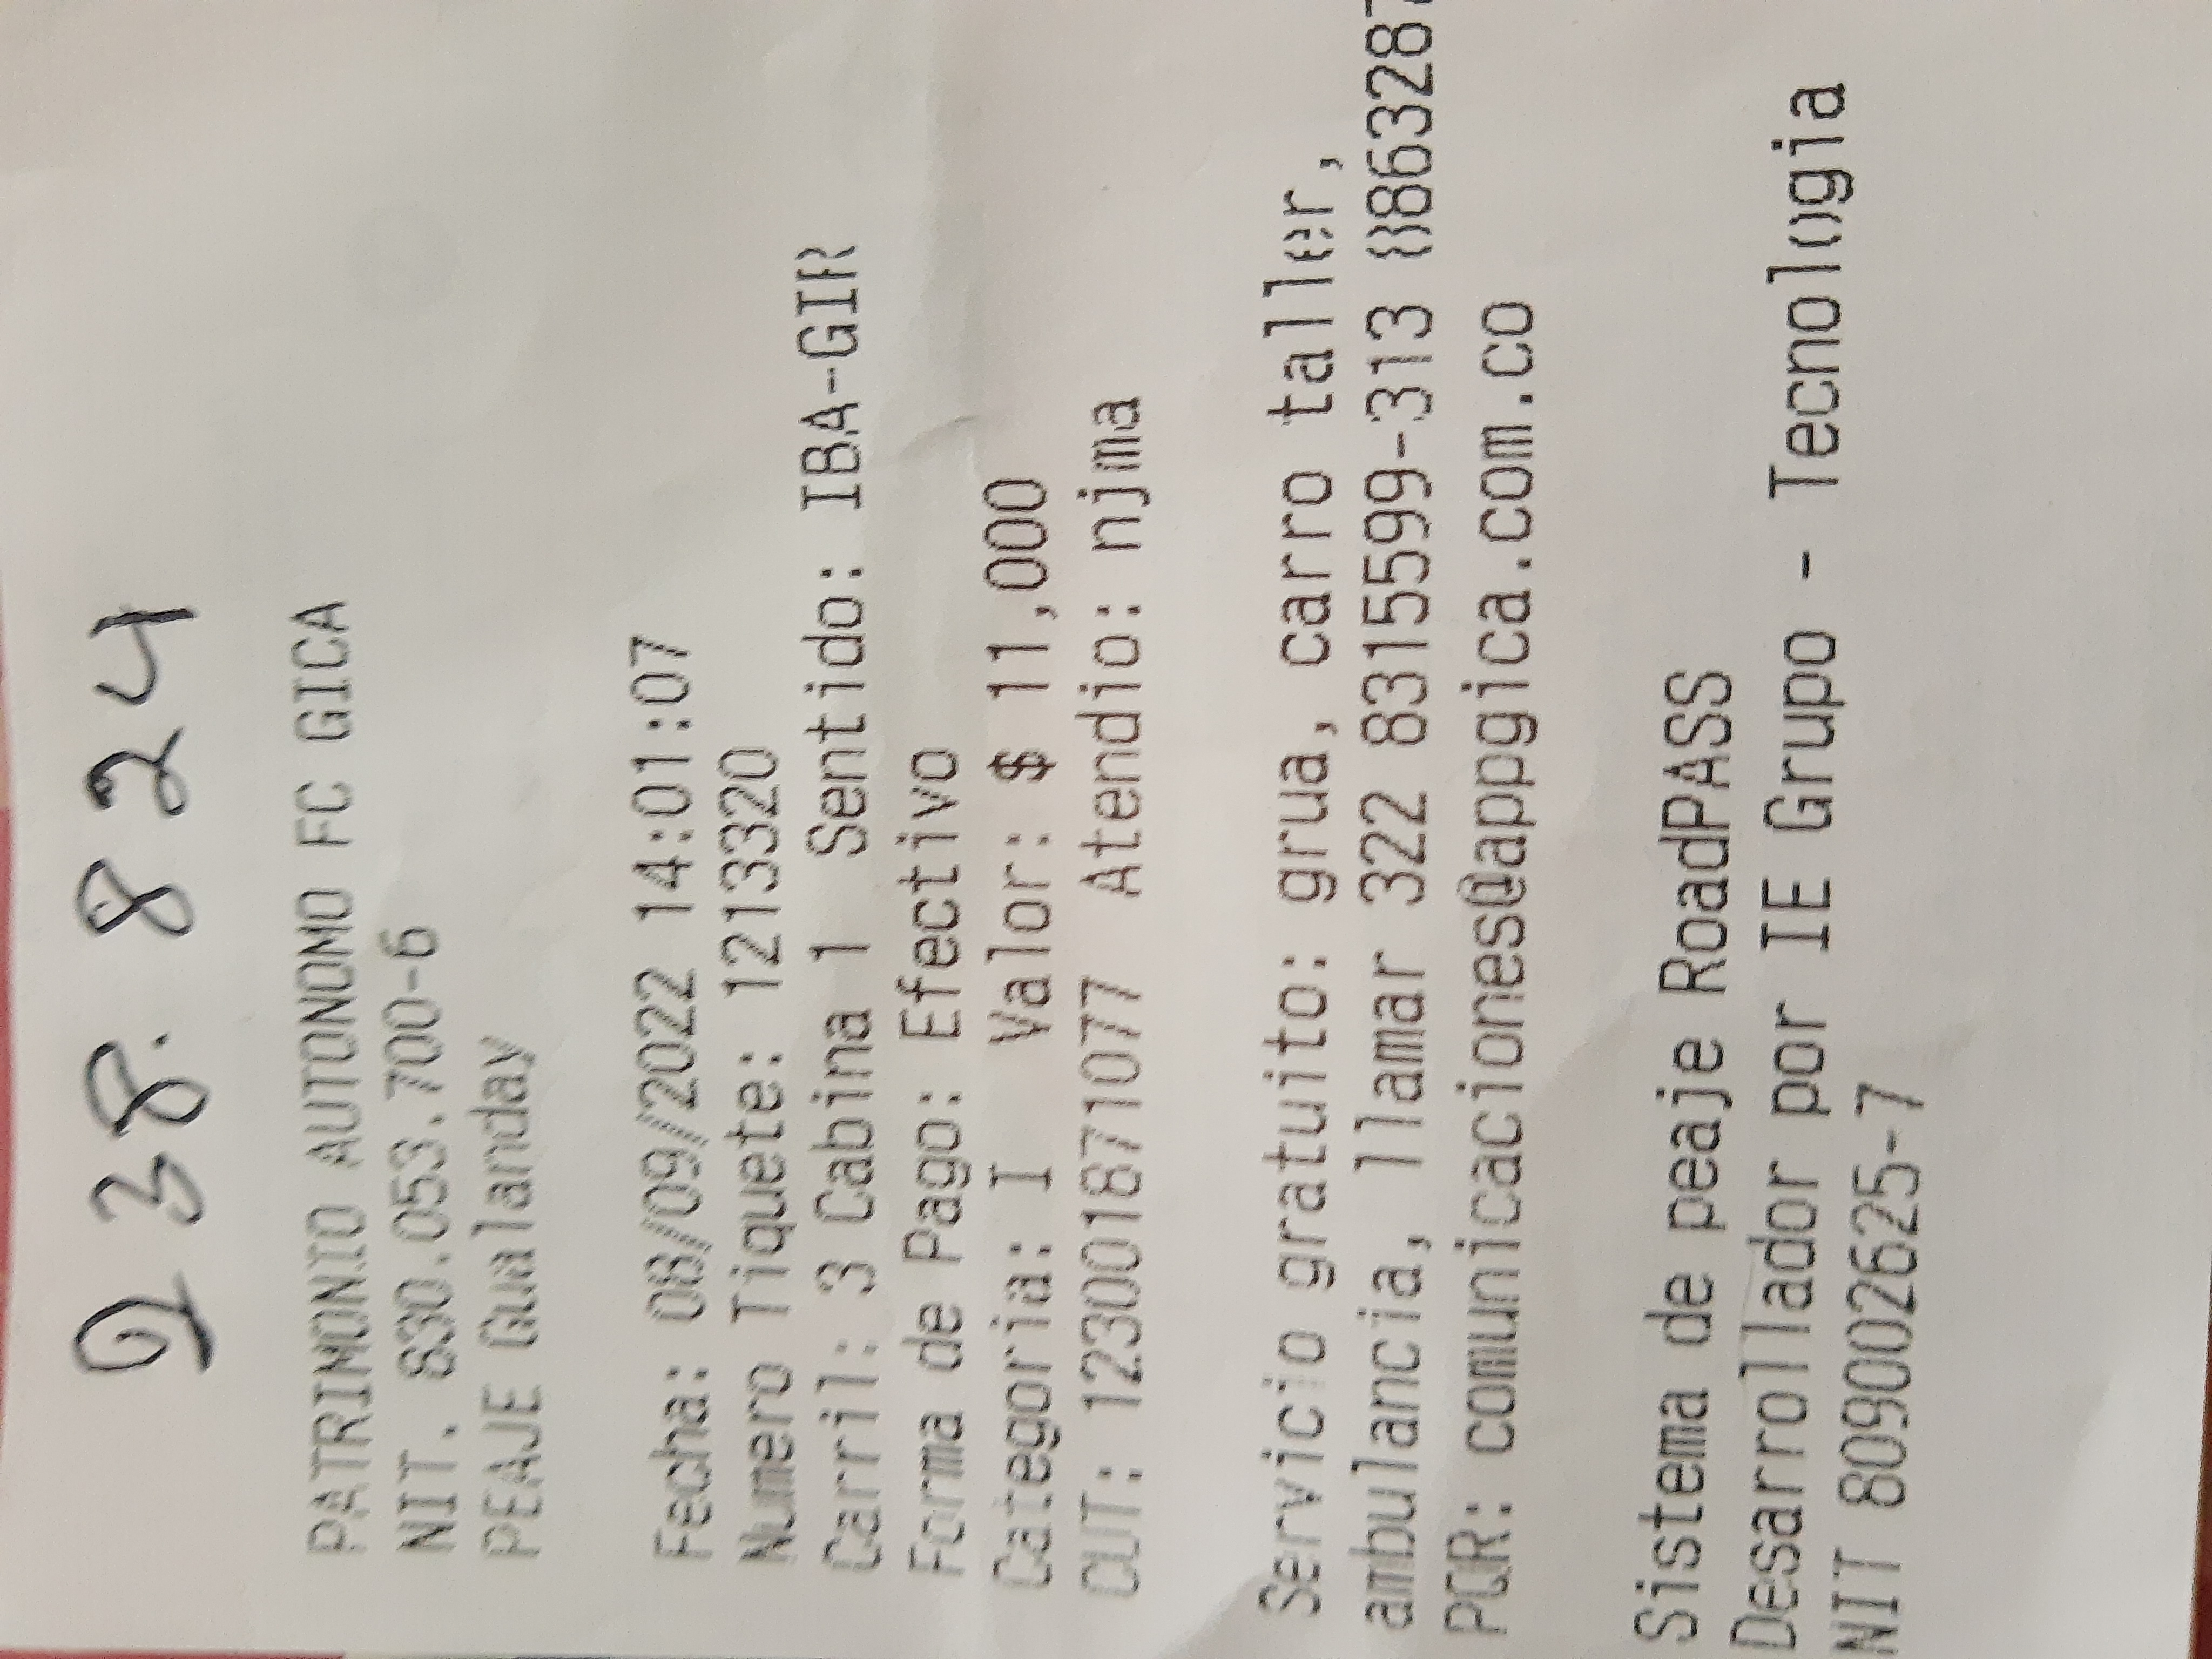 238.824
PATRIMONIO AUTONOMO FC GICA
NIT. 830.053.700-6
PEAJE Gualanday
Fecha: 08/09/2022 14:01:07
Numero Tiquete: 1213320
Carril: 3 Cabina 1 Sentido: IBA-GIR
Forma de Pago: Efectivo
Categoria: I Valor: $ 11,000
CUT: 123001871077 Atendio: njma
Servicio gratuito: grua, carro taller,
ambulancia, llamar 322 8315599-313 8863287
PQR: comunicaciones@appgica.com.co
Sistema de peaje RoadPASS
Desarrollador por IE Grupo - Tecnologia
NIT 809002625-7